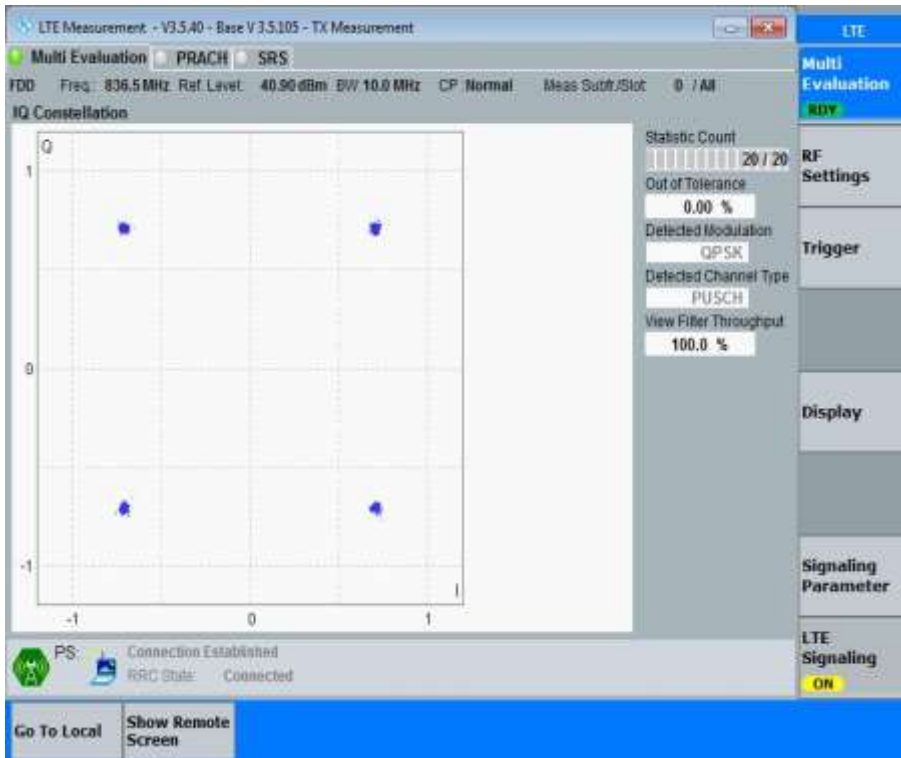 LTE Measurement - V3.5.40 - Base V 3.5.105 - TX Measurement
Multi Evaluation PRACH SRS
FDD Freq.: 836.5 MHz Ref. Level: 40.90 dBm BW: 10.0 MHz CP: Normal Meas Subfr./Slot: 0 / All
IQ Constellation
Q
1
0
-1
-1 0 1
I
Statistic Count
20 / 20
Out of Tolerance
0.00 %
Detected Modulation
QPSK
Detected Channel Type
PUSCH
View Filter Throughput
100.0 %
PS: Connection Established
RRC State: Connected
LTE
Multi
Evaluation
RDY
RF
Settings
Trigger
Display
Signaling
Parameter
LTE
Signaling
ON
Go To Local
Show Remote
Screen